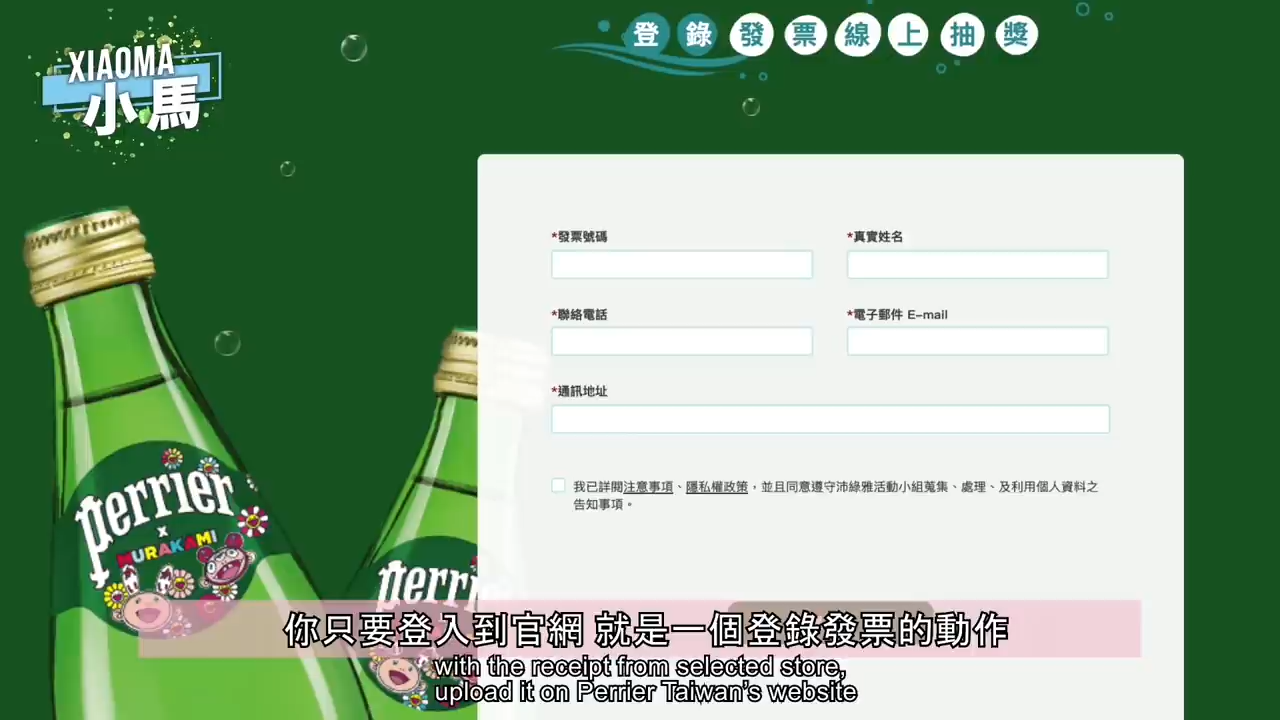 XIAOMA
小馬
登錄發票線上抽獎
*發票號碼
*真實姓名
*聯絡電話
*電子郵件 E-mail
*通訊地址
我已詳閱注意事項、隱私權政策，並且同意遵守沛綠雅活動小組蒐集、處理、及利用個人資料之
告知事項。
perrier
x
MURAKAMI
perri
你只要登入到官網 就是一個登錄發票的動作
with the receipt from selected store,
upload it on Perrier Taiwan's website